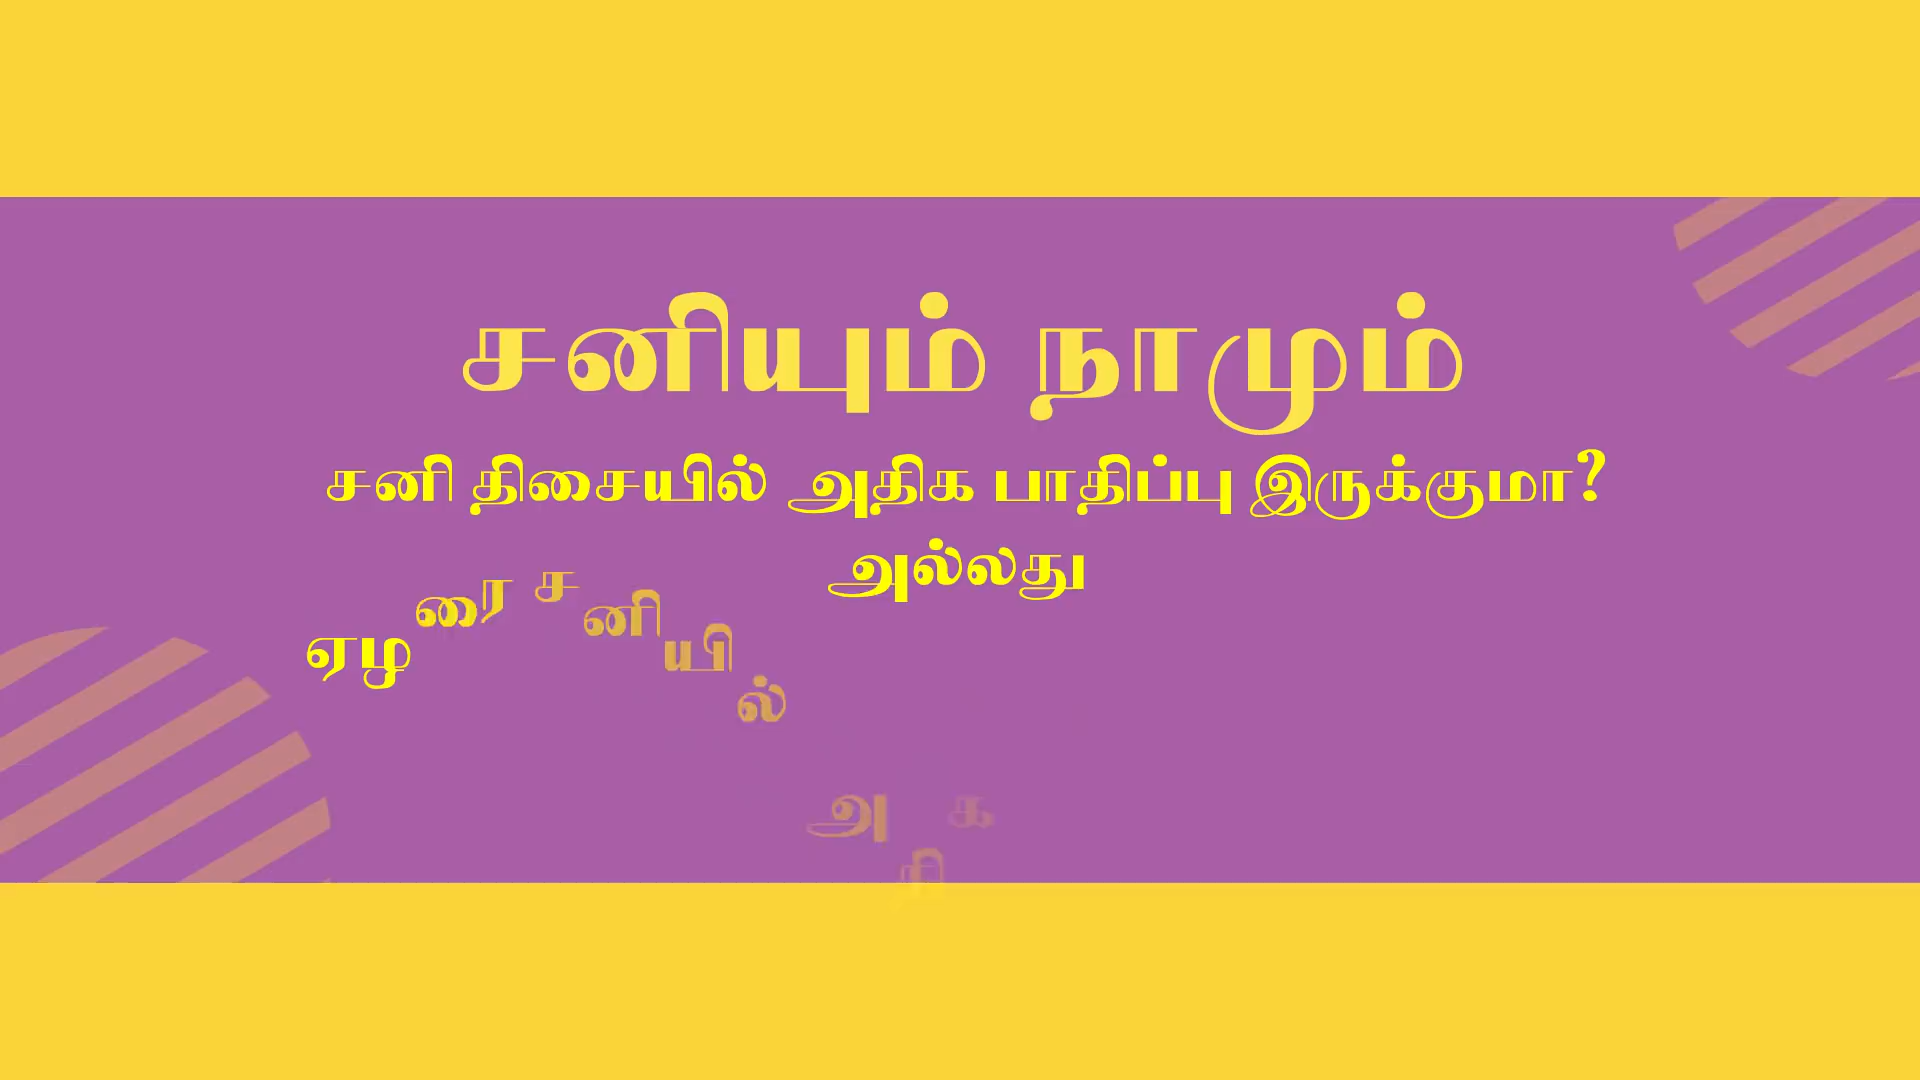 சனியும் நாமும்
சனி திசையில் அதிக பாதிப்பு இருக்குமா?
அல்லது
ஏழரை சனியில்